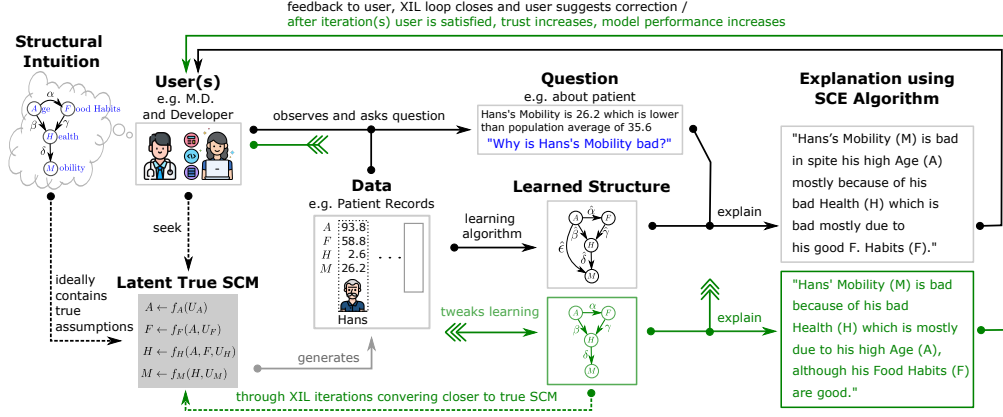 feedback to user, XIL loop closes and user suggests correction /
after iteration(s) user is satisfied, trust increases, model performance increases
Structural
Intuition
α
Age
Food Habits
β
γ
Health
δ
Mobility
User(s)
e.g. M.D.
and Developer
observes and asks question
Question
e.g. about patient
Hans's Mobility is 26.2 which is lower
than population average of 35.6
"Why is Hans's Mobility bad?"
Explanation using
SCE Algorithm
"Hans's Mobility (M) is bad
in spite his high Age (A)
mostly because of his
bad Health (H) which is
bad mostly due to
his good F. Habits (F)."
explain
seek
Data
e.g. Patient Records
A 93.8
F 58.8
H 2.6
M 26.2
. . .
Hans
learning
algorithm
Learned Structure
A α̂ F
β̂ γ̂
ϵ̂ H
δ̂
M
ideally
contains
true
assumptions
Latent True SCM
A ← f_A(U_A)
F ← f_F(A, U_F)
H ← f_H(A, F, U_H)
M ← f_M(H, U_M)
generates
tweaks learning
A α F
β γ
H
δ
M
explain
"Hans' Mobility (M) is bad
because of his bad
Health (H) which is mostly
due to his high Age (A),
although his Food Habits (F)
are good."
through XIL iterations convering closer to true SCM